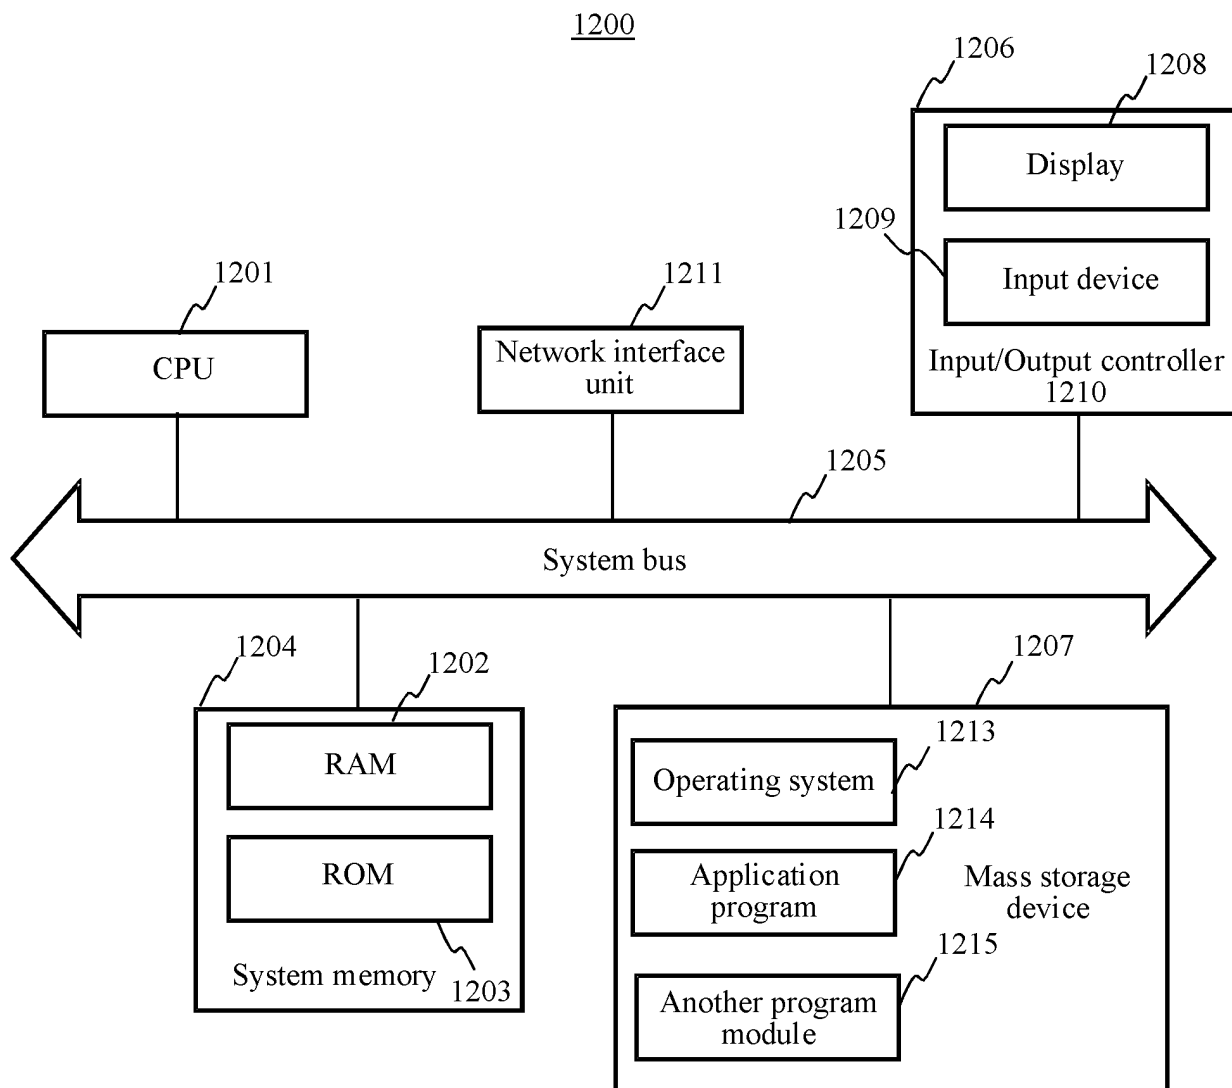 1200
1206
1208
Display
1209
Input device
Input/Output controller
1210
1201
CPU
1211
Network interface
unit
1205
System bus
1204
1202
RAM
ROM
System memory
1203
1207
1213
Operating system
1214
Application
program
Mass storage
device
1215
Another program
module